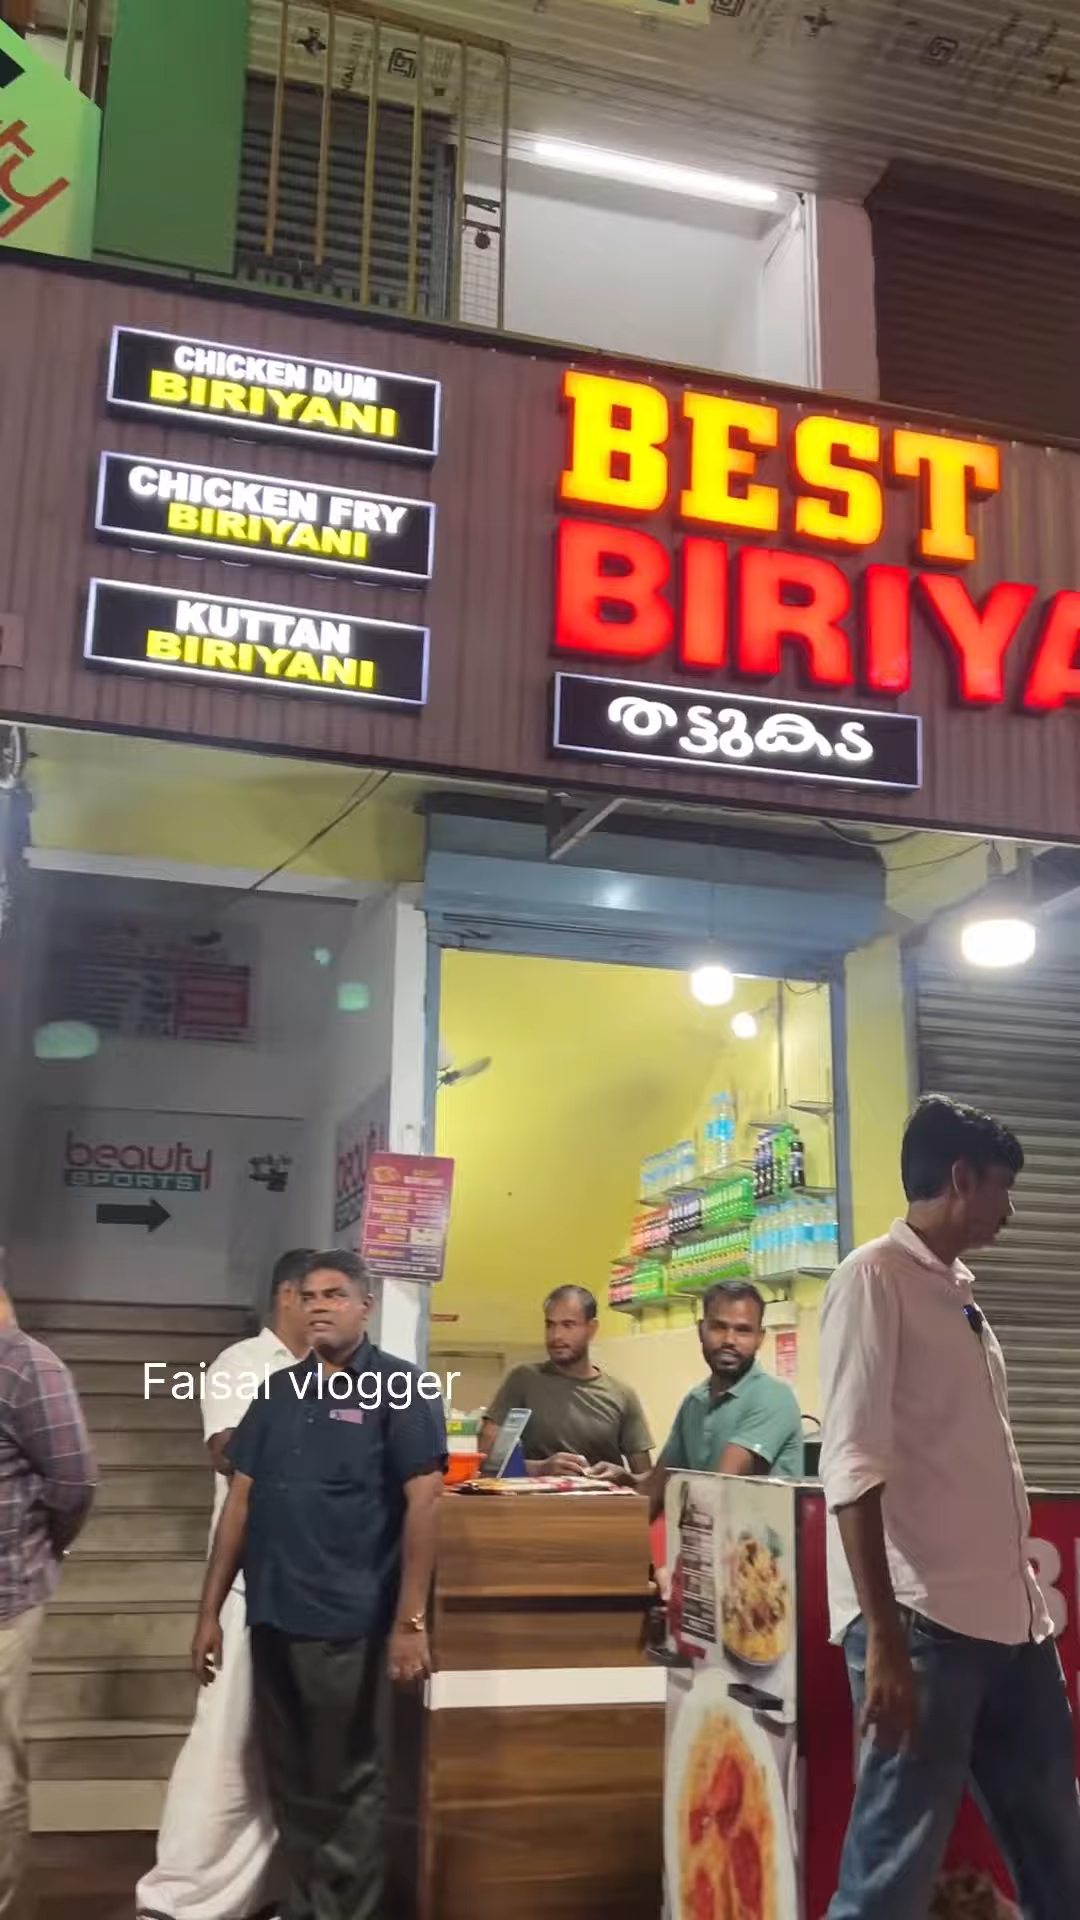 CHICKEN DUM
BIRIYANI
CHICKEN FRY
BIRIYANI
KUTTAN
BIRIYANI
BEST
BIRIYA
തട്ടുകട
beauty
SPORTS
Faisal vlogger